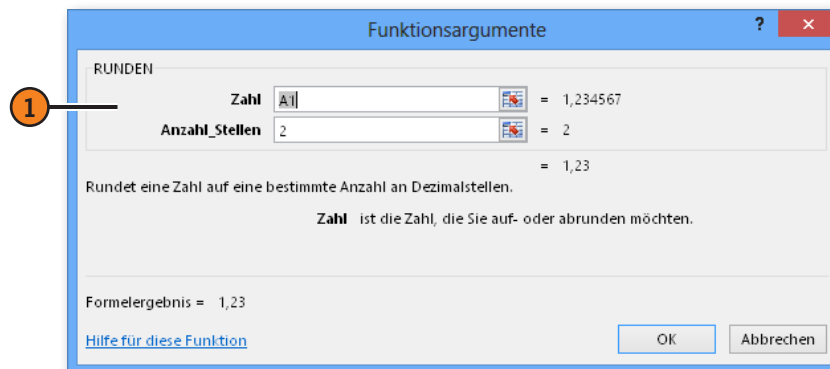 Funktionsargumente ?
RUNDEN
1
Zahl A1 = 1,234567
Anzahl_Stellen 2 = 2
= 1,23
Rundet eine Zahl auf eine bestimmte Anzahl an Dezimalstellen.
Zahl ist die Zahl, die Sie auf- oder abrunden möchten.
Formelergebnis = 1,23
Hilfe für diese Funktion OK Abbrechen